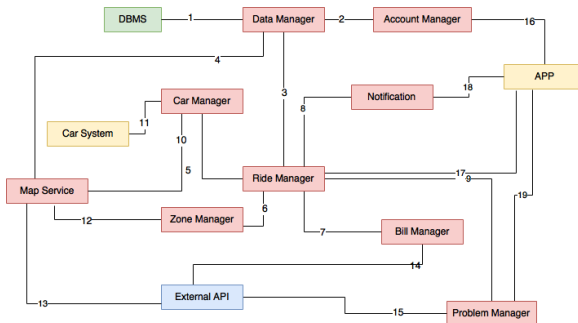 DBMS
1
Data Manager
2
Account Manager
16
4
3
APP
Car Manager
Notification
18
8
11
Car System
10
5
17
9
Map Service
Ride Manager
19
6
12
Zone Manager
7
Bill Manager
14
13
External API
15
Problem Manager